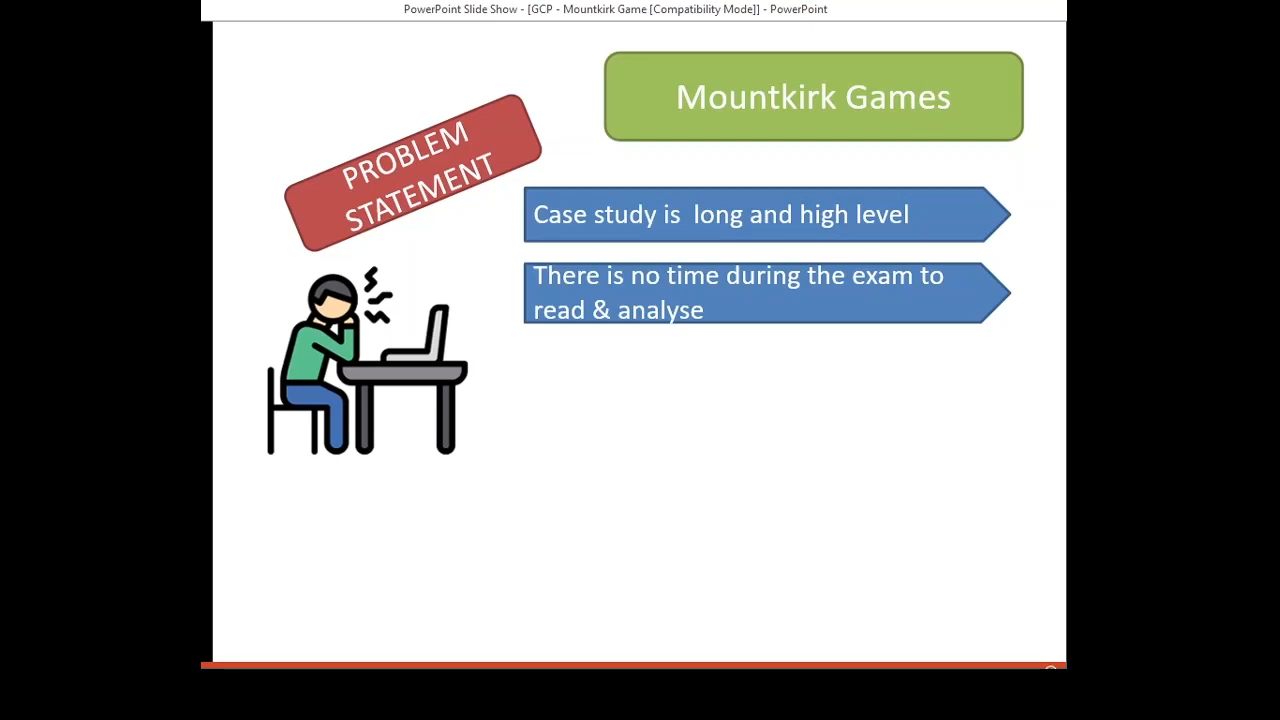 PowerPoint Slide Show - [GCP - Mountkirk Game [Compatibility Mode]] - PowerPoint
Mountkirk Games
PROBLEM
STATEMENT
Case study is  long and high level
There is no time during the exam to
read & analyse